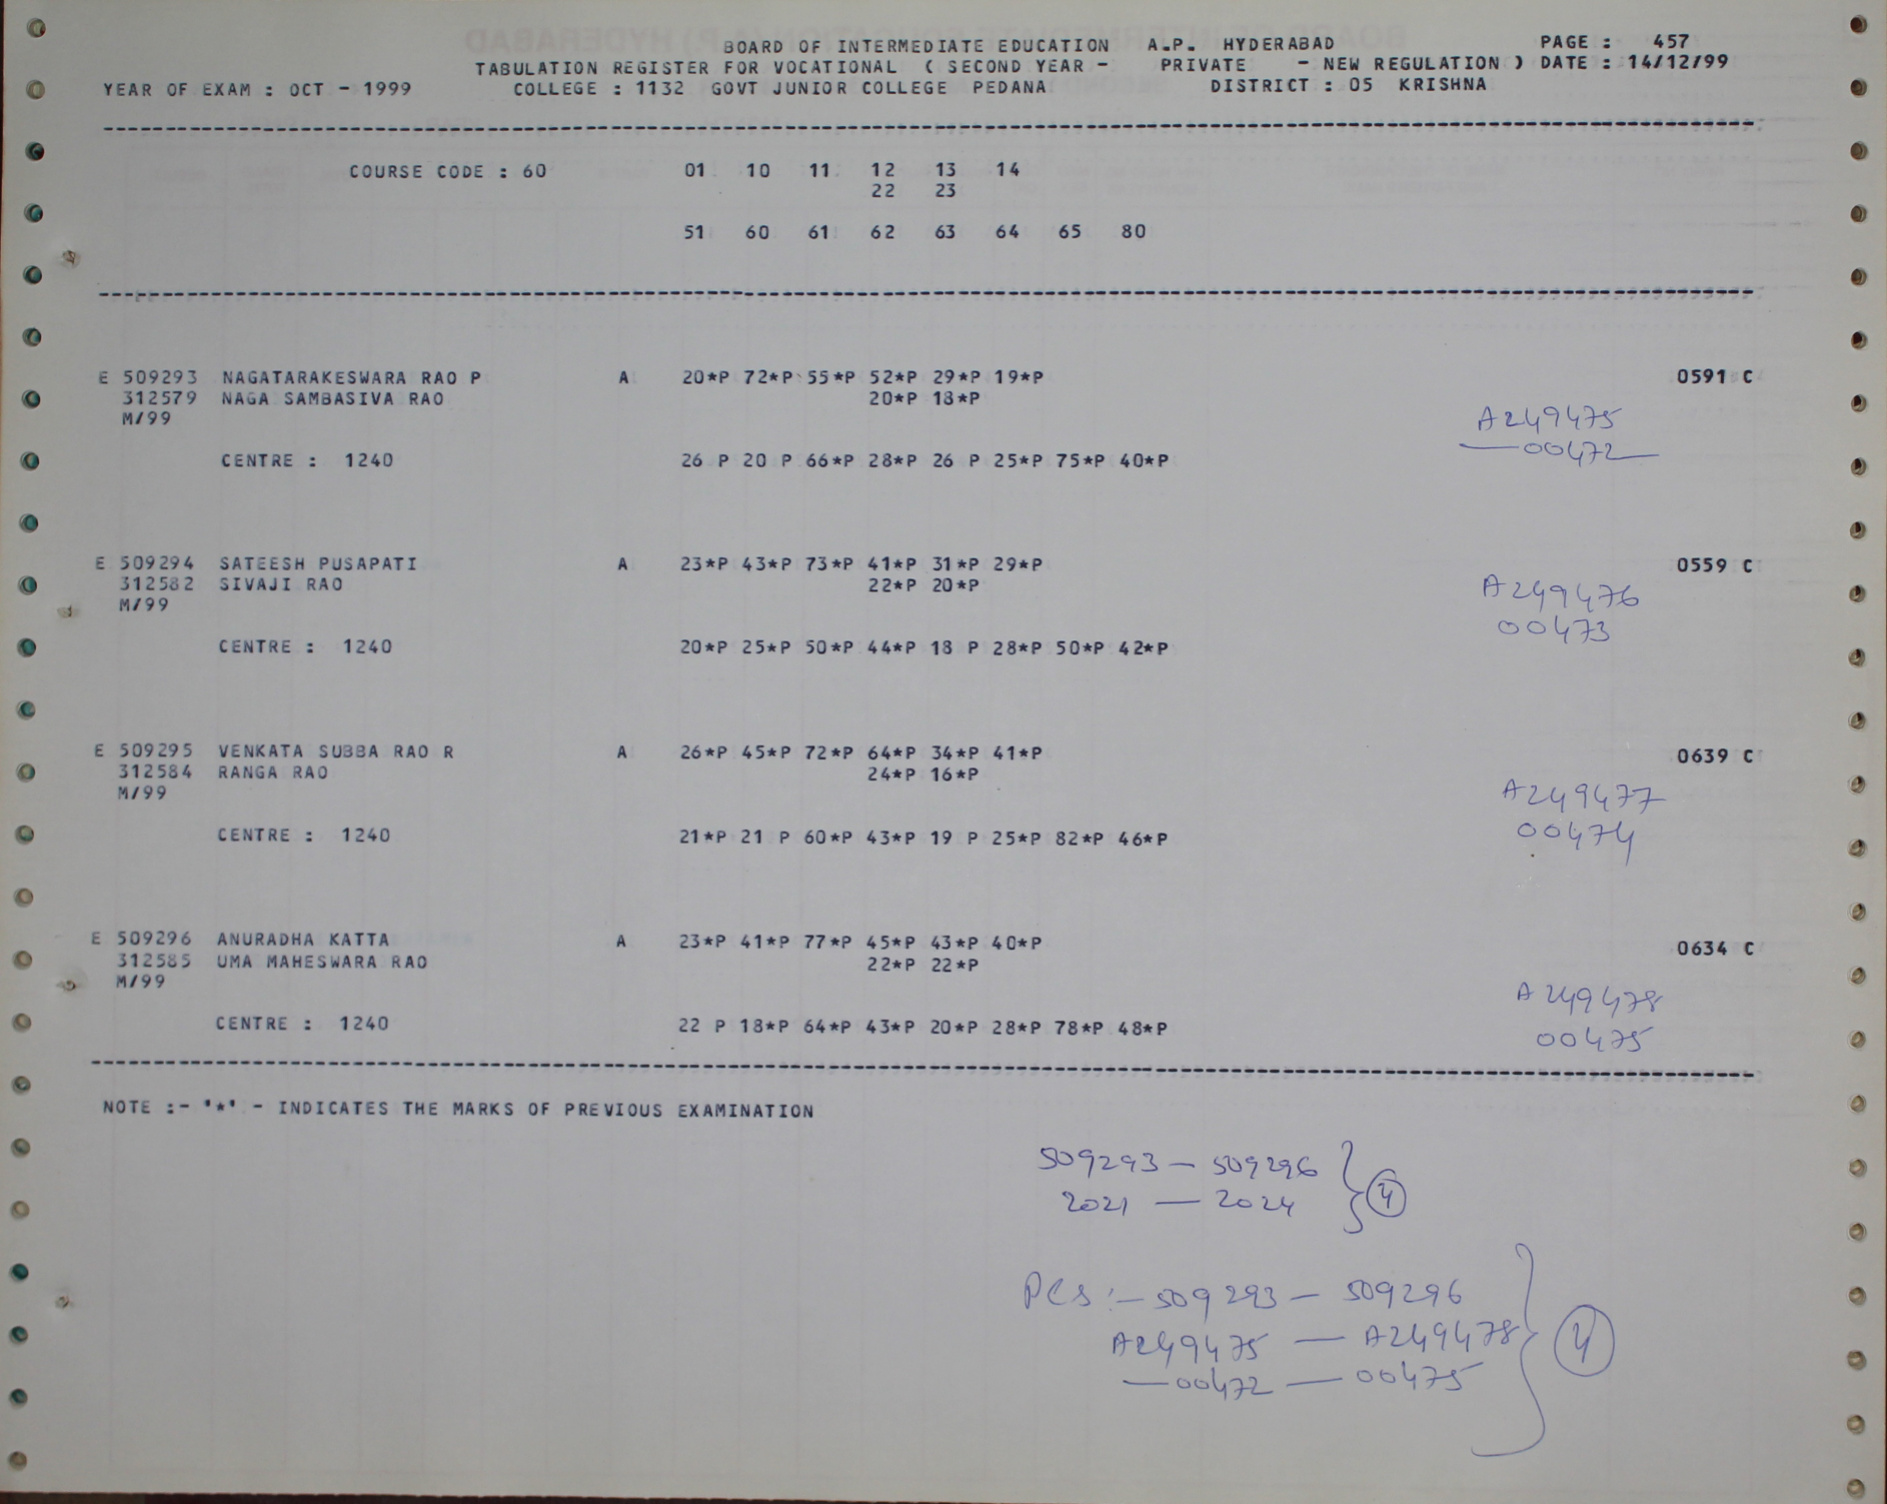 BOARD OF INTERMEDIATE EDUCATION A.P. HYDERABAD PAGE : 457
TABULATION REGISTER FOR VOCATIONAL ( SECOND YEAR - PRIVATE - NEW REGULATION ) DATE : 14/12/99
YEAR OF EXAM : OCT - 1999 COLLEGE : 1132 GOVT JUNIOR COLLEGE PEDANA DISTRICT : 05 KRISHNA
COURSE CODE : 60 01 10 11 12 13 14
22 23
51 60 61 62 63 64 65 80
E 509293 NAGATARAKESWARA RAO P A 20*P 72*P 55*P 52*P 29*P 19*P 0591 C
312579 NAGA SAMBASIVA RAO 20*P 18*P
M/99
A249475
00472
CENTRE : 1240 26 P 20 P 66*P 28*P 26 P 25*P 75*P 40*P
E 509294 SATEESH PUSAPATI A 23*P 43*P 73*P 41*P 31*P 29*P 0559 C
312582 SIVAJI RAO 22*P 20*P
M/99
A249476
00473
CENTRE : 1240 20*P 25*P 50*P 44*P 18 P 28*P 50*P 42*P
E 509295 VENKATA SUBBA RAO R A 26*P 45*P 72*P 64*P 34*P 41*P 0639 C
312584 RANGA RAO 24*P 16*P
M/99
A249477
00474
CENTRE : 1240 21*P 21 P 60*P 43*P 19 P 25*P 82*P 46*P
E 509296 ANURADHA KATTA A 23*P 41*P 77*P 45*P 43*P 40*P 0634 C
312585 UMA MAHESWARA RAO 22*P 22*P
M/99
A249478
00475
CENTRE : 1240 22 P 18*P 64*P 43*P 20*P 28*P 78*P 48*P
NOTE :- '*' - INDICATES THE MARKS OF PREVIOUS EXAMINATION
509293 — 509296
2021 — 2024 } 4
PCs :- 509293 — 509296
A249475 — A249478 } 4
— 00472 — 00475